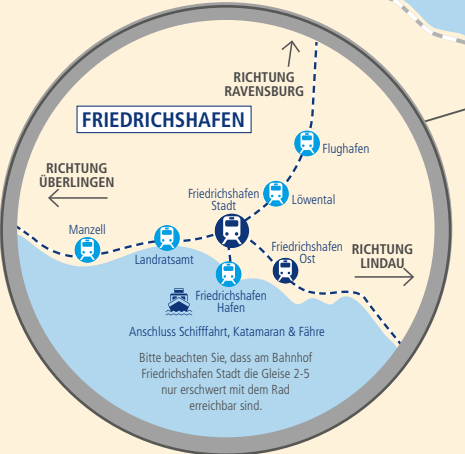 RICHTUNG
RAVENSBURG
FRIEDRICHSHAFEN
Flughafen
RICHTUNG
ÜBERLINGEN
Friedrichshafen
Stadt
Löwental
Manzell
Landratsamt
Friedrichshafen
Ost
RICHTUNG
LINDAU
Friedrichshafen
Hafen
Anschluss Schifffahrt, Katamaran & Fähre
Bitte beachten Sie, dass am Bahnhof
Friedrichshafen Stadt die Gleise 2-5
nur erschwert mit dem Rad
erreichbar sind.